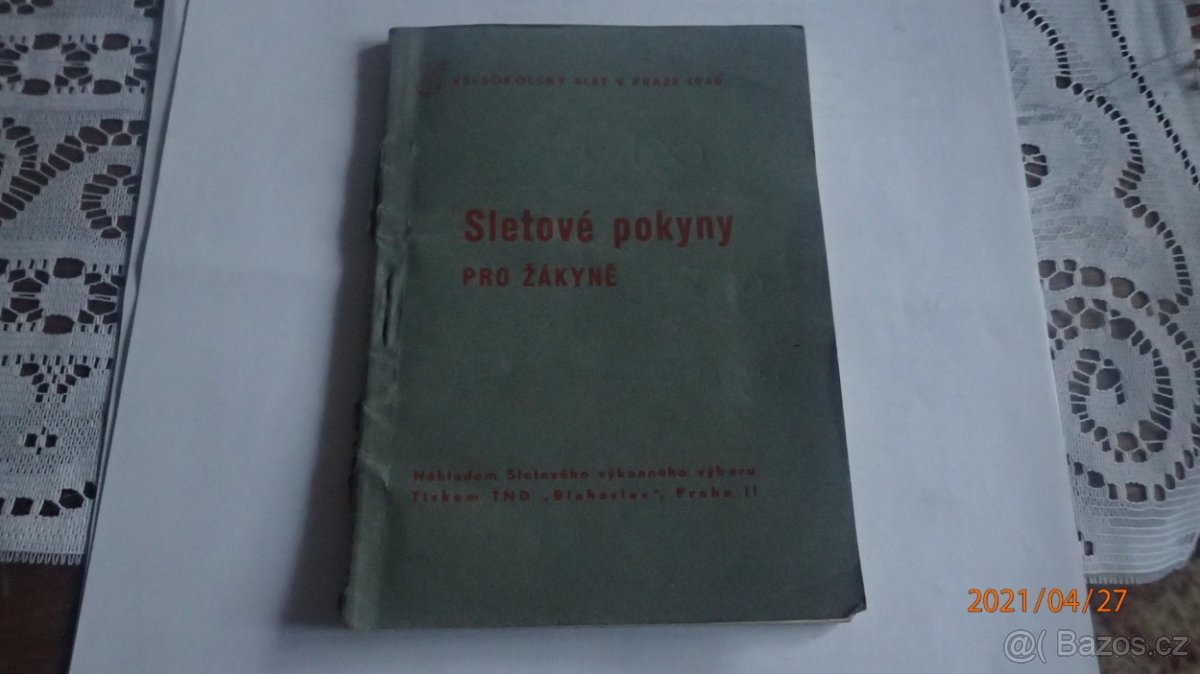 VŠESOKOLSKÝ SLET V PRAZE 1948
Sletové pokyny
PRO ŽÁKYNĚ
Nákladem Sletového výkonného výboru
Tiskem TND „Blahoslav“, Praha II
2021/04/27
@( Bazos.cz